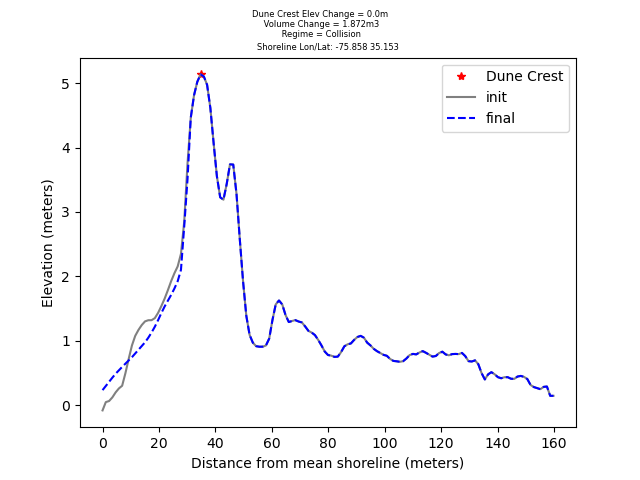 Dune Crest Elev Change = 0.0m
Volume Change = 1.872m3
Regime = Collision
Shoreline Lon/Lat: -75.858 35.153
Dune Crest
init
final
Elevation (meters)
5
4
3
2
1
0
0 20 40 60 80 100 120 140 160
Distance from mean shoreline (meters)